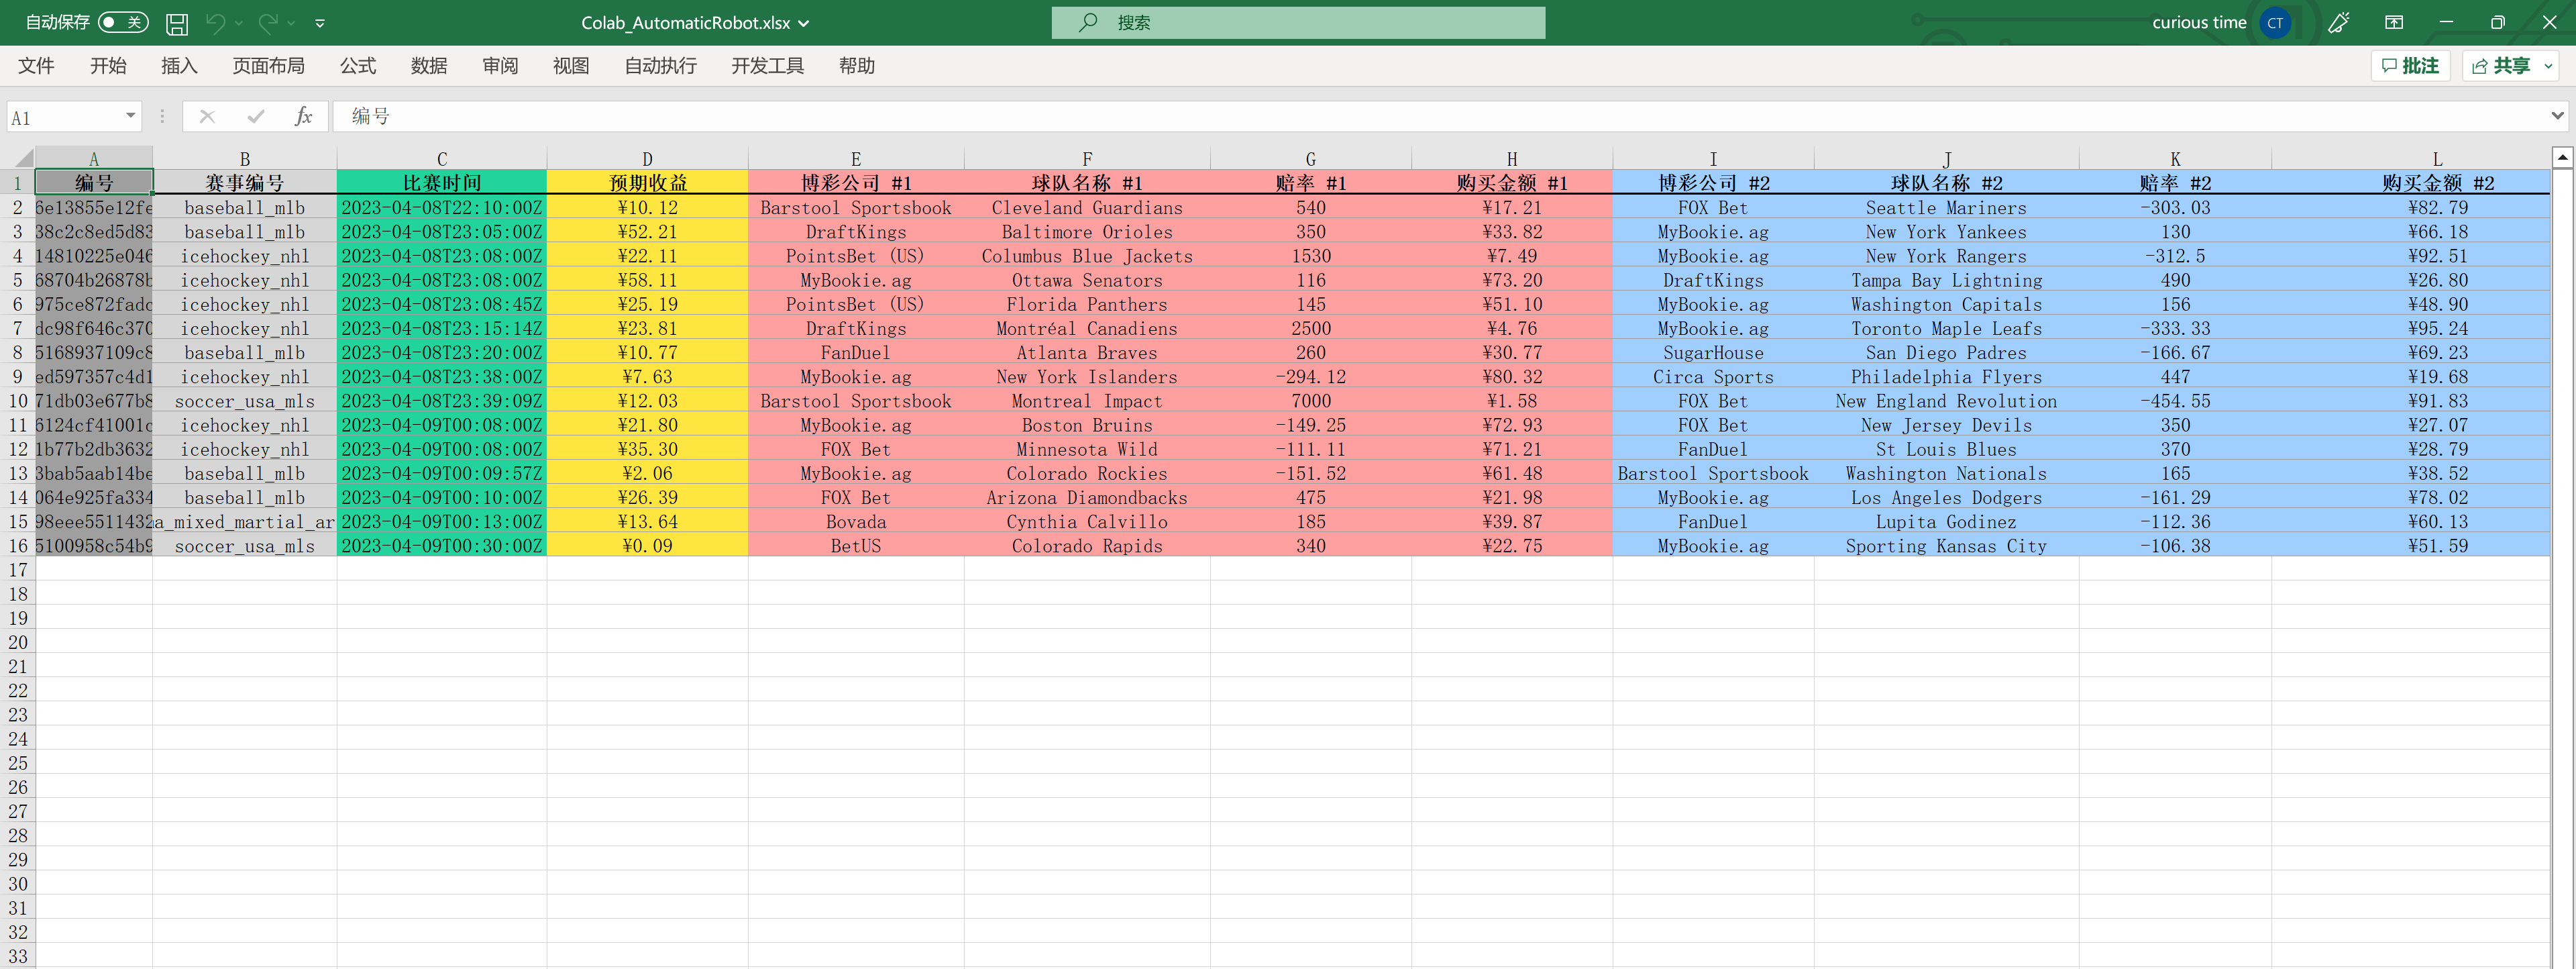 自动保存 关 Colab_AutomaticRobot.xlsx 搜索 curious time CT
文件 开始 插入 页面布局 公式 数据 审阅 视图 自动执行 开发工具 帮助 批注 共享
A1 fx 编号
A B C D E F G H I J K L
1 编号 赛事编号 比赛时间 预期收益 博彩公司 #1 球队名称 #1 赔率 #1 购买金额 #1 博彩公司 #2 球队名称 #2 赔率 #2 购买金额 #2
2 6e13855e12fe baseball_mlb 2023-04-08T22:10:00Z ¥10.12 Barstool Sportsbook Cleveland Guardians 540 ¥17.21 FOX Bet Seattle Mariners -303.03 ¥82.79
3 38c2c8ed5d83 baseball_mlb 2023-04-08T23:05:00Z ¥52.21 DraftKings Baltimore Orioles 350 ¥33.82 MyBookie.ag New York Yankees 130 ¥66.18
4 14810225e046 icehockey_nhl 2023-04-08T23:08:00Z ¥22.11 PointsBet (US) Columbus Blue Jackets 1530 ¥7.49 MyBookie.ag New York Rangers -312.5 ¥92.51
5 68704b26878b icehockey_nhl 2023-04-08T23:08:00Z ¥58.11 MyBookie.ag Ottawa Senators 116 ¥73.20 DraftKings Tampa Bay Lightning 490 ¥26.80
6 975ce872fadc icehockey_nhl 2023-04-08T23:08:45Z ¥25.19 PointsBet (US) Florida Panthers 145 ¥51.10 MyBookie.ag Washington Capitals 156 ¥48.90
7 dc98f646c370 icehockey_nhl 2023-04-08T23:15:14Z ¥23.81 DraftKings Montréal Canadiens 2500 ¥4.76 MyBookie.ag Toronto Maple Leafs -333.33 ¥95.24
8 5168937109c8 baseball_mlb 2023-04-08T23:20:00Z ¥10.77 FanDuel Atlanta Braves 260 ¥30.77 SugarHouse San Diego Padres -166.67 ¥69.23
9 ed597357c4d1 icehockey_nhl 2023-04-08T23:38:00Z ¥7.63 MyBookie.ag New York Islanders -294.12 ¥80.32 Circa Sports Philadelphia Flyers 447 ¥19.68
10 71db03e677b8 soccer_usa_mls 2023-04-08T23:39:09Z ¥12.03 Barstool Sportsbook Montreal Impact 7000 ¥1.58 FOX Bet New England Revolution -454.55 ¥91.83
11 6124cf41001c icehockey_nhl 2023-04-09T00:08:00Z ¥21.80 MyBookie.ag Boston Bruins -149.25 ¥72.93 FOX Bet New Jersey Devils 350 ¥27.07
12 1b77b2db3632 icehockey_nhl 2023-04-09T00:08:00Z ¥35.30 FOX Bet Minnesota Wild -111.11 ¥71.21 FanDuel St Louis Blues 370 ¥28.79
13 3bab5aab14be baseball_mlb 2023-04-09T00:09:57Z ¥2.06 MyBookie.ag Colorado Rockies -151.52 ¥61.48 Barstool Sportsbook Washington Nationals 165 ¥38.52
14 064e925fa334 baseball_mlb 2023-04-09T00:10:00Z ¥26.39 FOX Bet Arizona Diamondbacks 475 ¥21.98 MyBookie.ag Los Angeles Dodgers -161.29 ¥78.02
15 98eee5511432 a_mixed_martial_ar 2023-04-09T00:13:00Z ¥13.64 Bovada Cynthia Calvillo 185 ¥39.87 FanDuel Lupita Godinez -112.36 ¥60.13
16 5100958c54b9 soccer_usa_mls 2023-04-09T00:30:00Z ¥0.09 BetUS Colorado Rapids 340 ¥22.75 MyBookie.ag Sporting Kansas City -106.38 ¥51.59
17
18
19
20
21
22
23
24
25
26
27
28
29
30
31
32
33